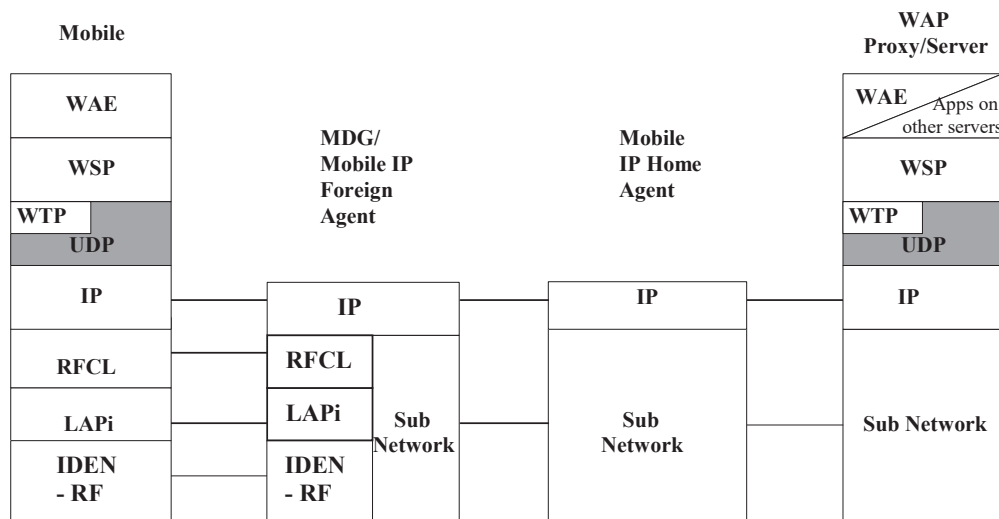 Mobile
WAE
WSP
WTP
UDP
IP
RFCL
LAPi
IDEN
- RF
MDG/
Mobile IP
Foreign
Agent
IP
RFCL
LAPi
IDEN
- RF
Sub
Network
Mobile
IP Home
Agent
IP
Sub
Network
WAP
Proxy/Server
WAE
Apps on
other servers
WSP
WTP
UDP
IP
Sub Network